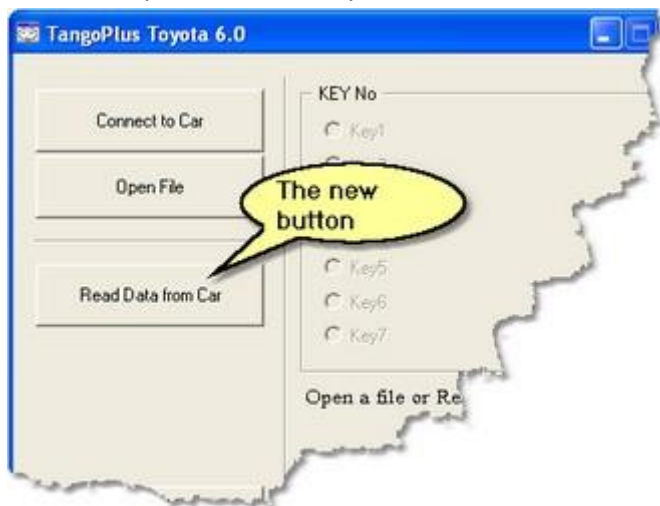 TangoPlus Toyota 6.0
Connect to Car
Open File
Read Data from Car
KEY No
Key1
The new
button
Key5
Key6
Key7
Open a file or Re